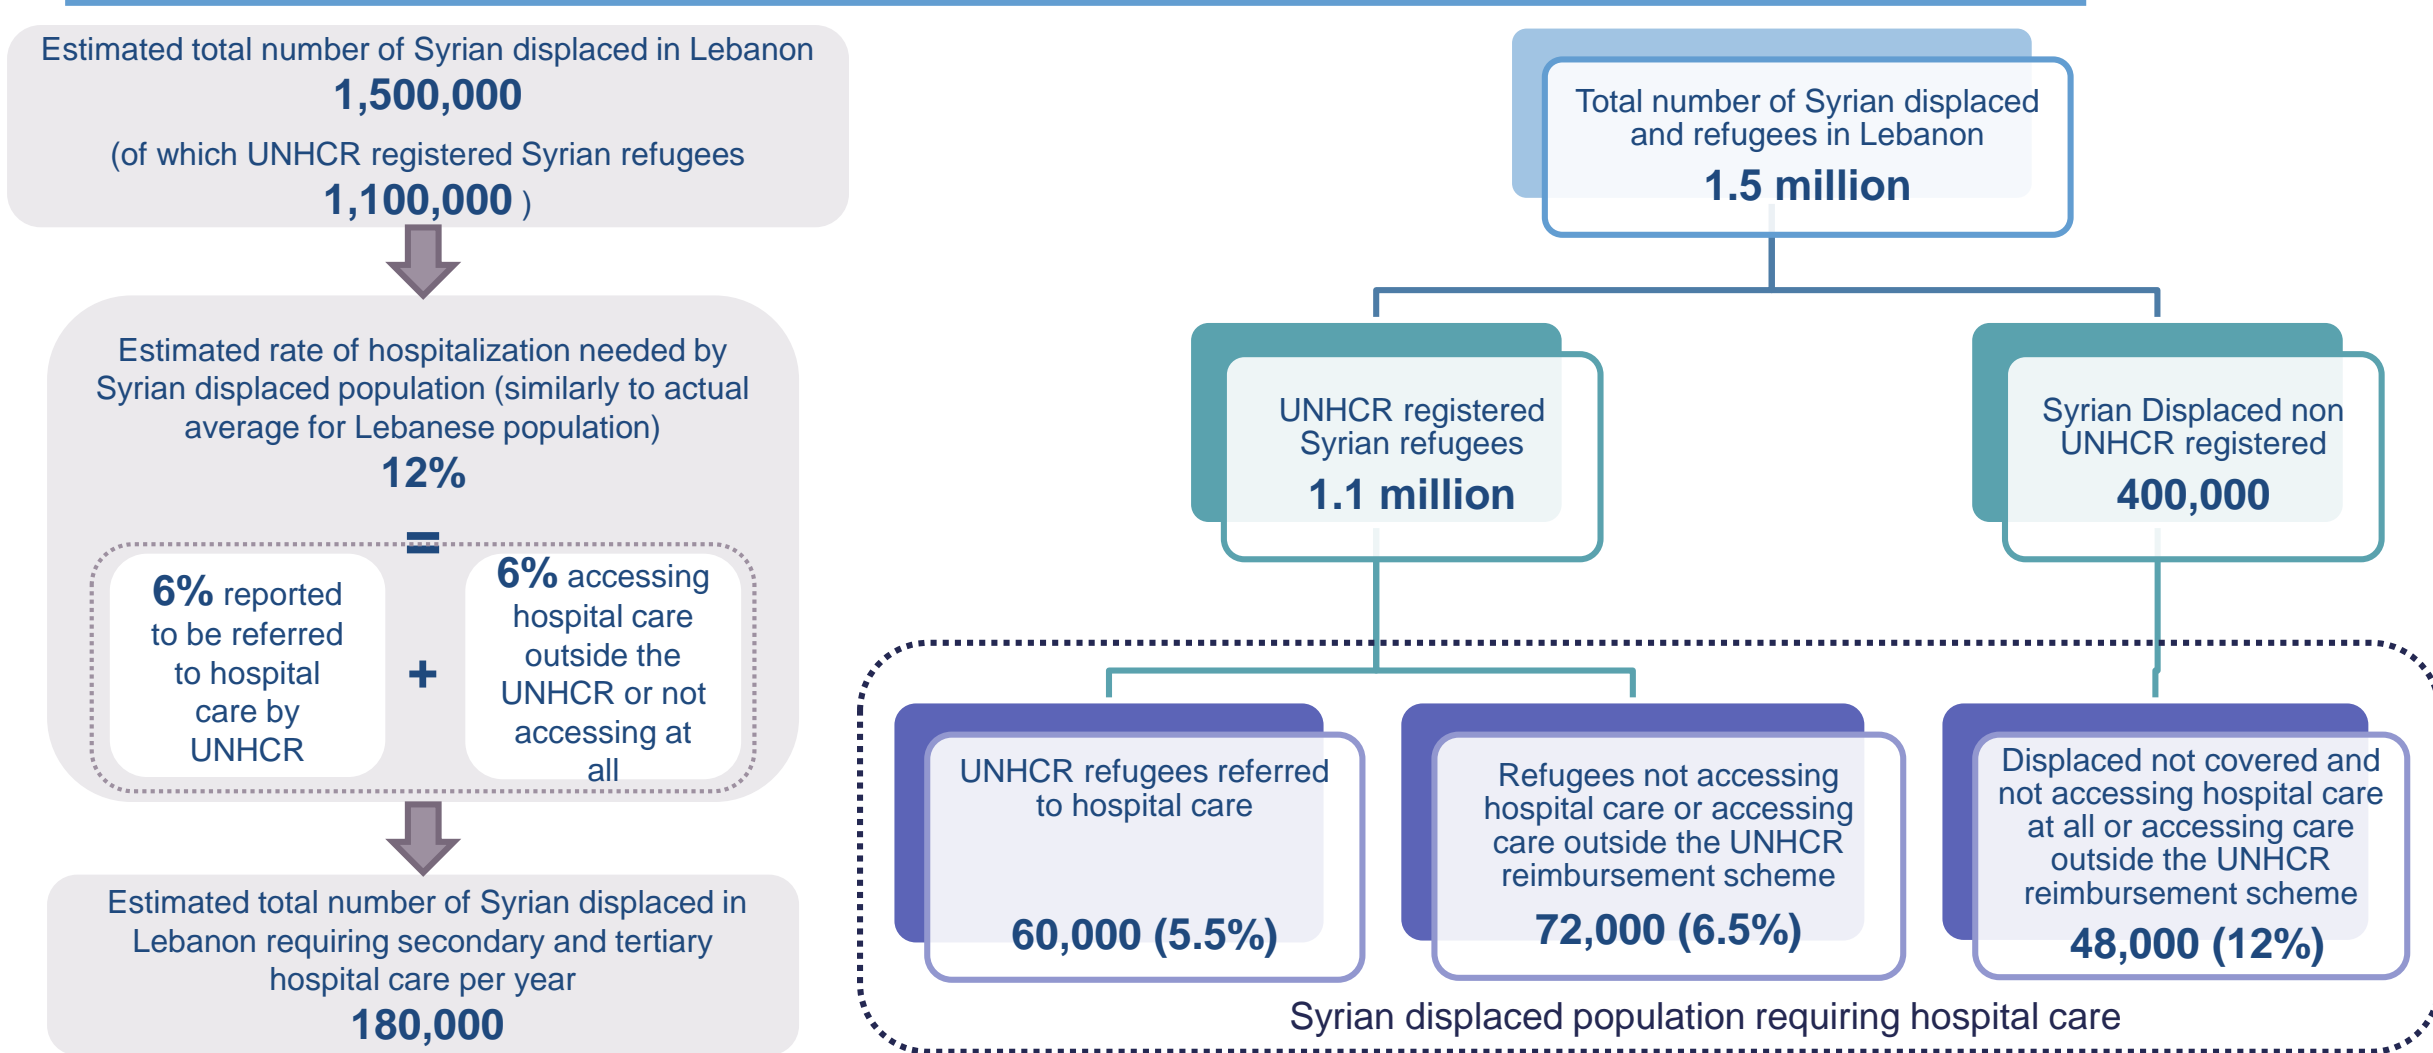 Estimated total number of Syrian displaced in Lebanon
1,500,000
(of which UNHCR registered Syrian refugees
1,100,000 )
Estimated rate of hospitalization needed by
Syrian displaced population (similarly to actual
average for Lebanese population)
12%
=
6% reported
to be referred
to hospital
care by
UNHCR
+
6% accessing
hospital care
outside the
UNHCR or not
accessing at
all
Estimated total number of Syrian displaced in
Lebanon requiring secondary and tertiary
hospital care per year
180,000
Total number of Syrian displaced
and refugees in Lebanon
1.5 million
UNHCR registered
Syrian refugees
1.1 million
Syrian Displaced non
UNHCR registered
400,000
UNHCR refugees referred
to hospital care
60,000 (5.5%)
Refugees not accessing
hospital care or accessing
care outside the UNHCR
reimbursement scheme
72,000 (6.5%)
Displaced not covered and
not accessing hospital care
at all or accessing care
outside the UNHCR
reimbursement scheme
48,000 (12%)
Syrian displaced population requiring hospital care